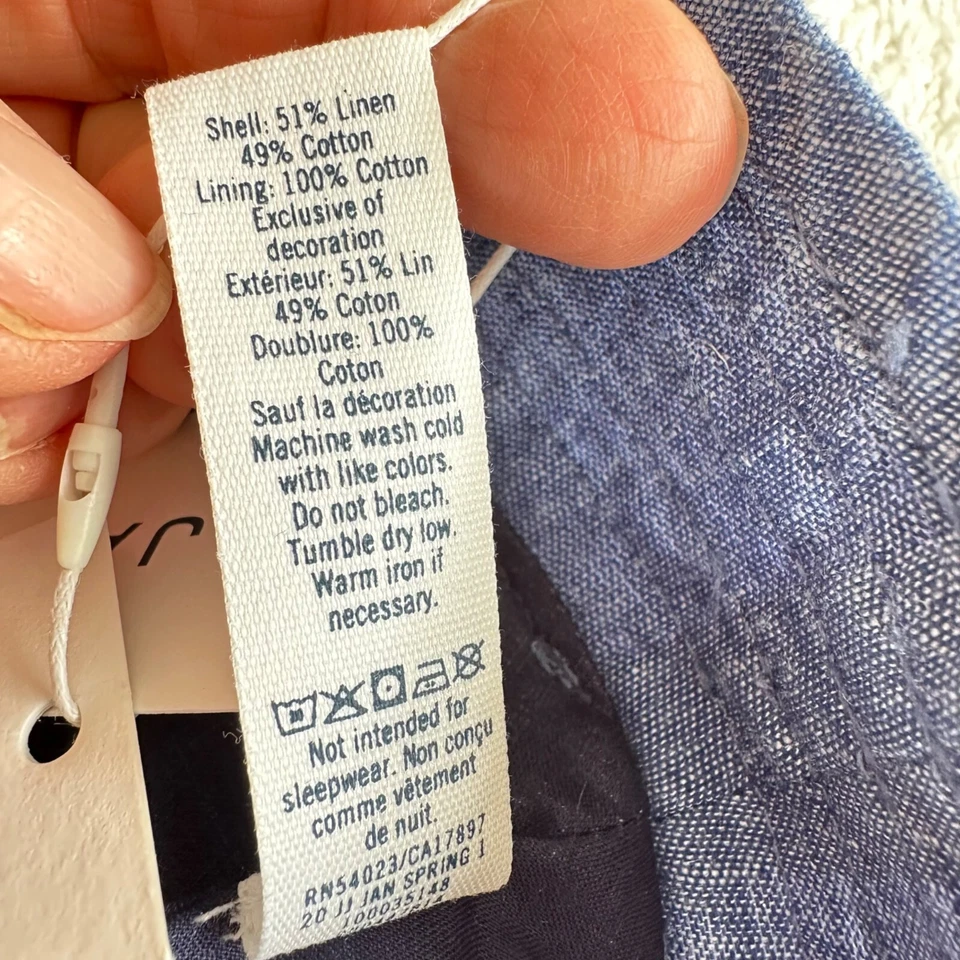 Shell: 51% Linen
49% Cotton
Lining: 100% Cotton
Exclusive of
decoration
Extérieur: 51% Lin
49% Coton
Doublure: 100%
Coton
Sauf la décoration
Machine wash cold
with like colors.
Do not bleach.
Tumble dry low.
Warm iron if
necessary.
Not intended for
sleepwear. Non conçu
comme vêtement
de nuit.
RN54023/CA17897
20 JJ JAN SPRING 1
100035148